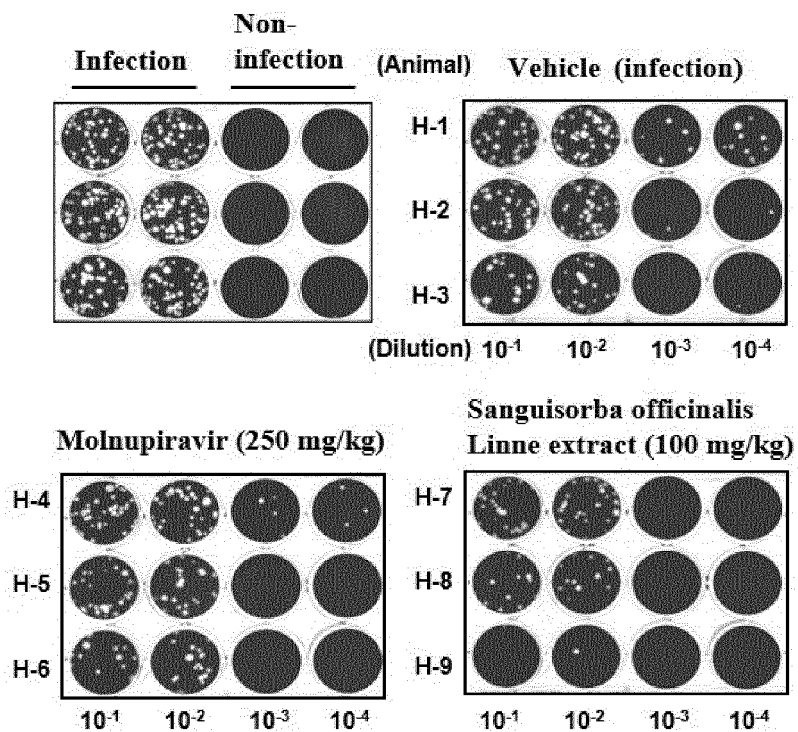 Infection
Non-
infection
(Animal)
Vehicle (infection)
H-1
H-2
H-3
(Dilution) 10⁻¹ 10⁻² 10⁻³ 10⁻⁴
Molnupiravir (250 mg/kg)
H-4
H-5
H-6
10⁻¹ 10⁻² 10⁻³ 10⁻⁴
Sanguisorba officinalis
Linne extract (100 mg/kg)
H-7
H-8
H-9
10⁻¹ 10⁻² 10⁻³ 10⁻⁴